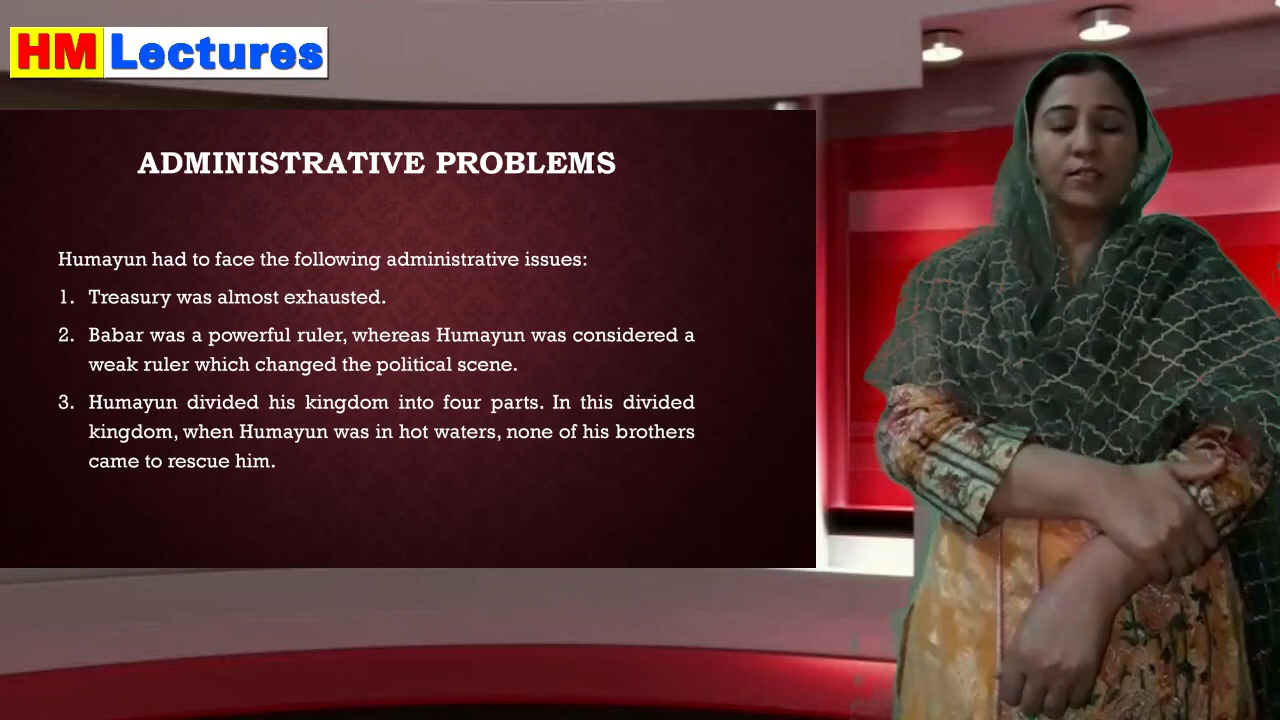 HM Lectures
ADMINISTRATIVE PROBLEMS
Humayun had to face the following administrative issues:
1. Treasury was almost exhausted.
2. Babar was a powerful ruler, whereas Humayun was considered a
weak ruler which changed the political scene.
3. Humayun divided his kingdom into four parts. In this divided
kingdom, when Humayun was in hot waters, none of his brothers
came to rescue him.